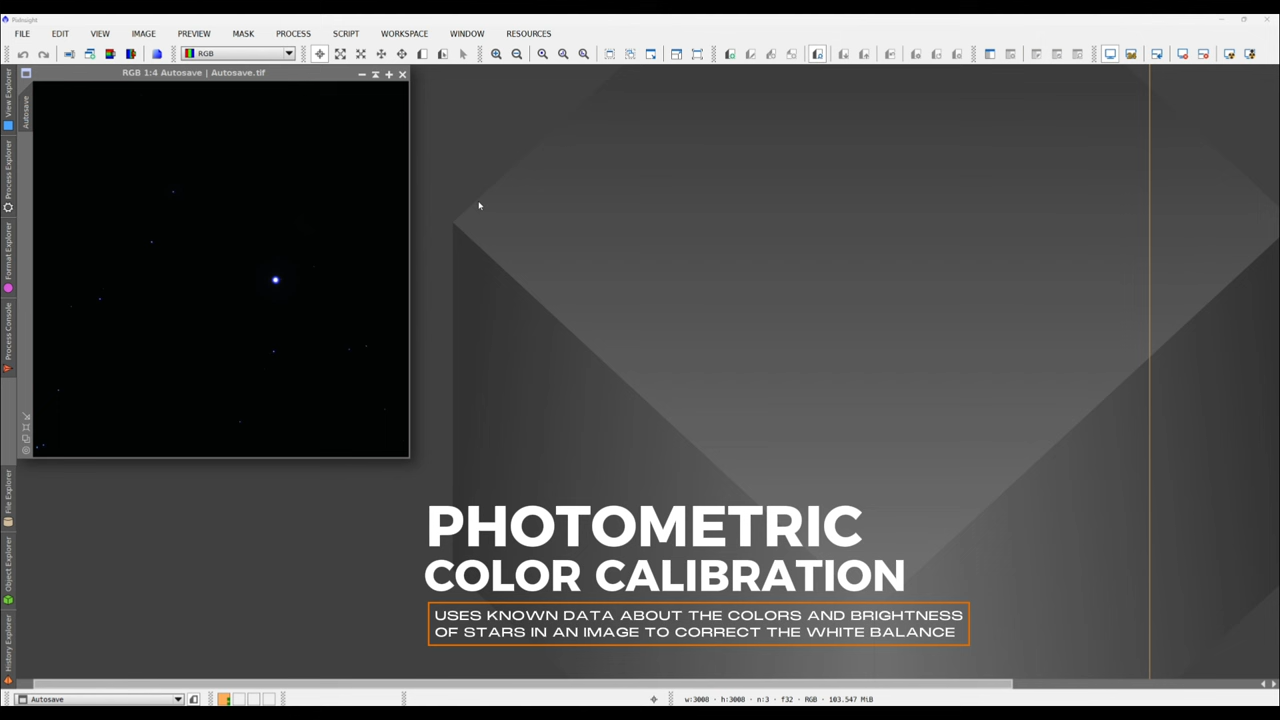 PixInsight
FILE EDIT VIEW IMAGE PREVIEW MASK PROCESS SCRIPT WORKSPACE WINDOW RESOURCES
RGB
RGB 1:4 Autosave | Autosave.tif
Autosave
View Explorer
Process Explorer
Format Explorer
Process Console
File Explorer
Object Explorer
History Explorer
PHOTOMETRIC
COLOR CALIBRATION
USES KNOWN DATA ABOUT THE COLORS AND BRIGHTNESS
OF STARS IN AN IMAGE TO CORRECT THE WHITE BALANCE
Autosave
w:3008 · h:3008 · n:3 · f32 · RGB · 103.547 MiB